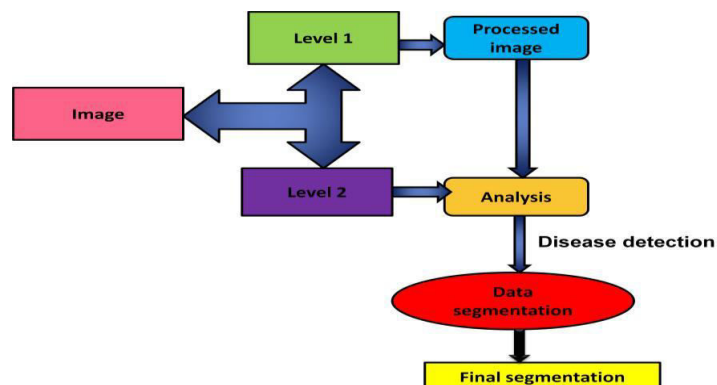 Level 1
Processed
image
Image
Level 2
Analysis
Disease detection
Data
segmentation
Final segmentation